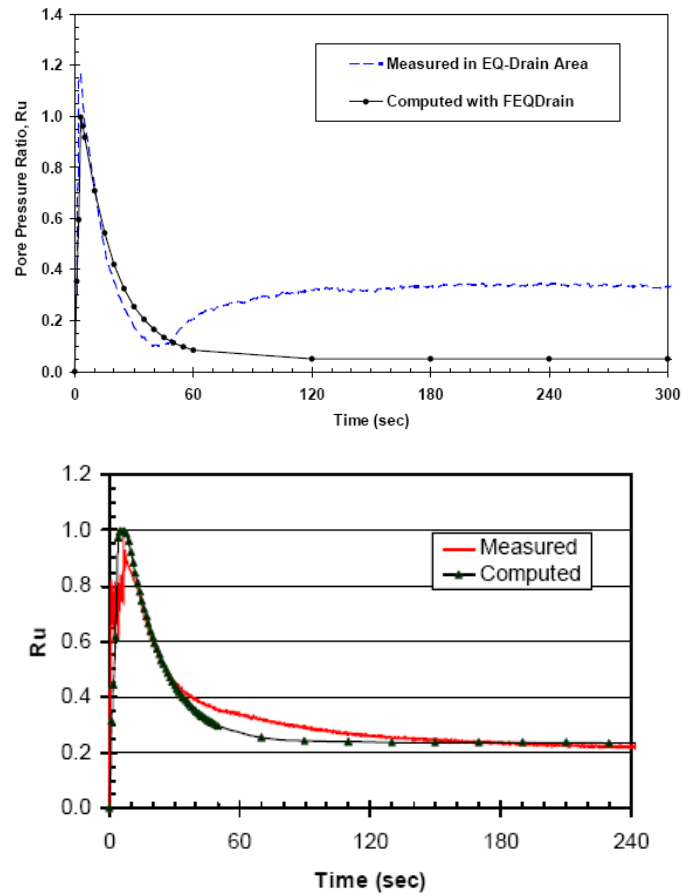 1.4
1.2
1.0
0.8
0.6
0.4
0.2
0.0
Pore Pressure Ratio, Ru
Measured in EQ-Drain Area
Computed with FEQDrain
0 60 120 180 240 300
Time (sec)
1.2
1.0
0.8
0.6
0.4
0.2
0.0
Ru
Measured
Computed
0 60 120 180 240
Time (sec)